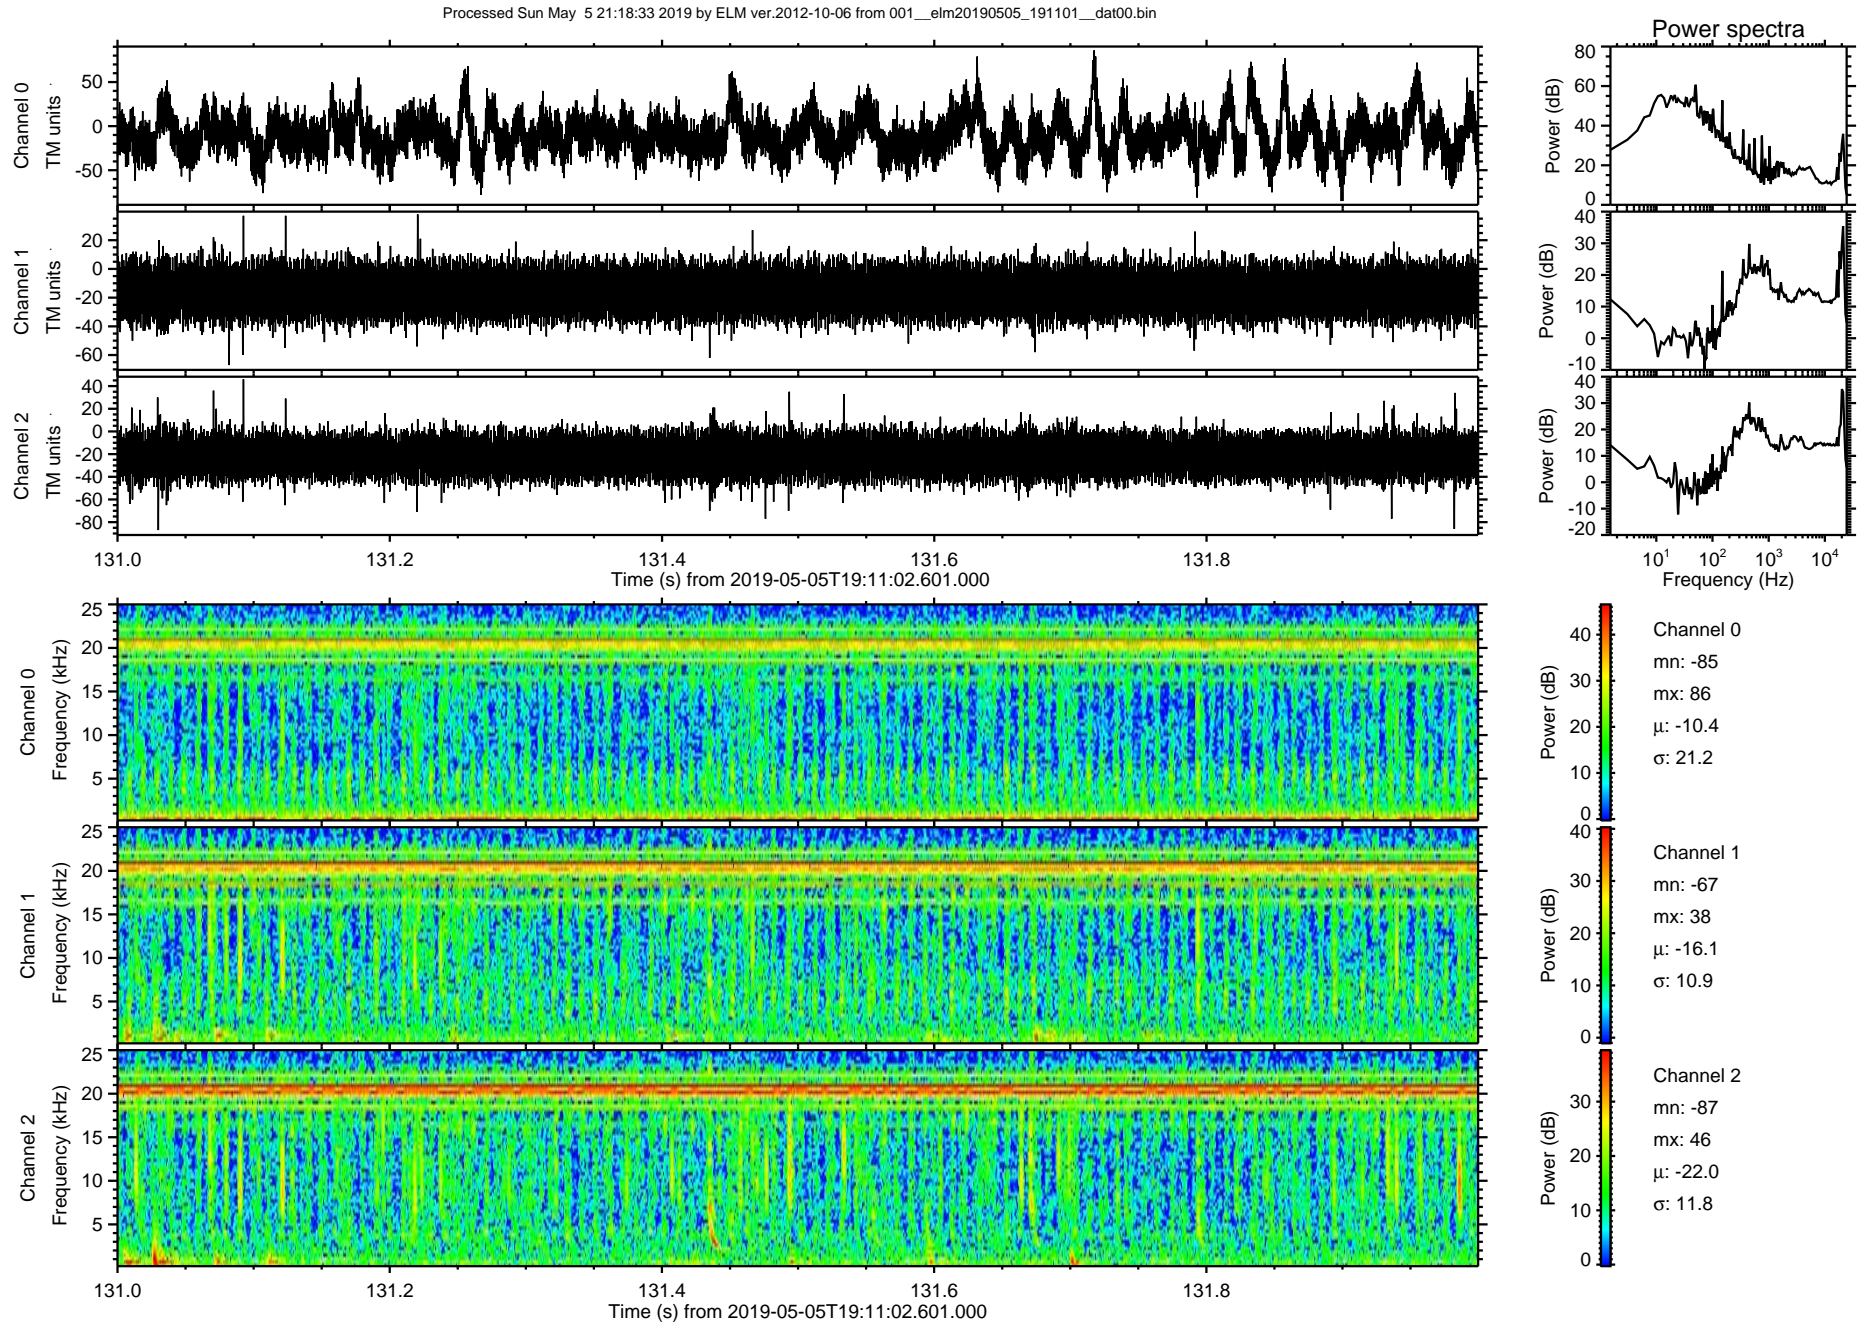 Processed Sun May  5 21:18:33 2019 by ELM ver.2012-10-06 from 001__elm20190505_191101__dat00.bin
Power spectra
Channel 0
TM units
50
0
-50
Power (dB)
80
60
40
20
0
Channel 1
TM units
20
0
-20
-40
-60
Power (dB)
40
30
20
10
0
-10
Channel 2
TM units
40
20
0
-20
-40
-60
-80
Power (dB)
40
30
20
10
0
-10
-20
131.0 131.2 131.4 131.6 131.8
Time (s) from 2019-05-05T19:11:02.601.000
10¹ 10² 10³ 10⁴
Frequency (Hz)
Channel 0
Frequency (kHz)
25
20
15
10
5
Power (dB)
40
30
20
10
0
Channel 0
mn: -85
mx: 86
µ: -10.4
σ: 21.2
Channel 1
Frequency (kHz)
25
20
15
10
5
Power (dB)
40
30
20
10
0
Channel 1
mn: -67
mx: 38
µ: -16.1
σ: 10.9
Channel 2
Frequency (kHz)
25
20
15
10
5
Power (dB)
30
20
10
0
Channel 2
mn: -87
mx: 46
µ: -22.0
σ: 11.8
131.0 131.2 131.4 131.6 131.8
Time (s) from 2019-05-05T19:11:02.601.000